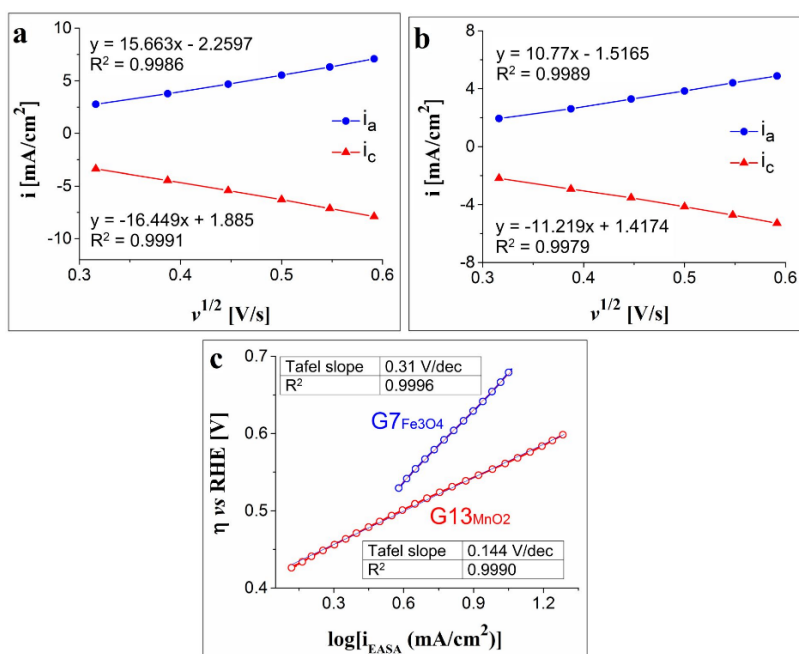 a
y = 15.663x - 2.2597
R² = 0.9986
i_a
i_c
y = -16.449x + 1.885
R² = 0.9991
10
5
0
-5
-10
i [mA/cm²]
0.3 0.4 0.5 0.6
ν^1/2 [V/s]
b
y = 10.77x - 1.5165
R² = 0.9989
i_a
i_c
y = -11.219x + 1.4174
R² = 0.9979
8
4
0
-4
-8
i [mA/cm²]
0.3 0.4 0.5 0.6
ν^1/2 [V/s]
c
Tafel slope 0.31 V/dec
R² 0.9996
G7Fe3O4
G13MnO2
Tafel slope 0.144 V/dec
R² 0.9990
0.7
0.6
0.5
0.4
η vs RHE [V]
0.3 0.6 0.9 1.2
log[i_EASA (mA/cm²)]